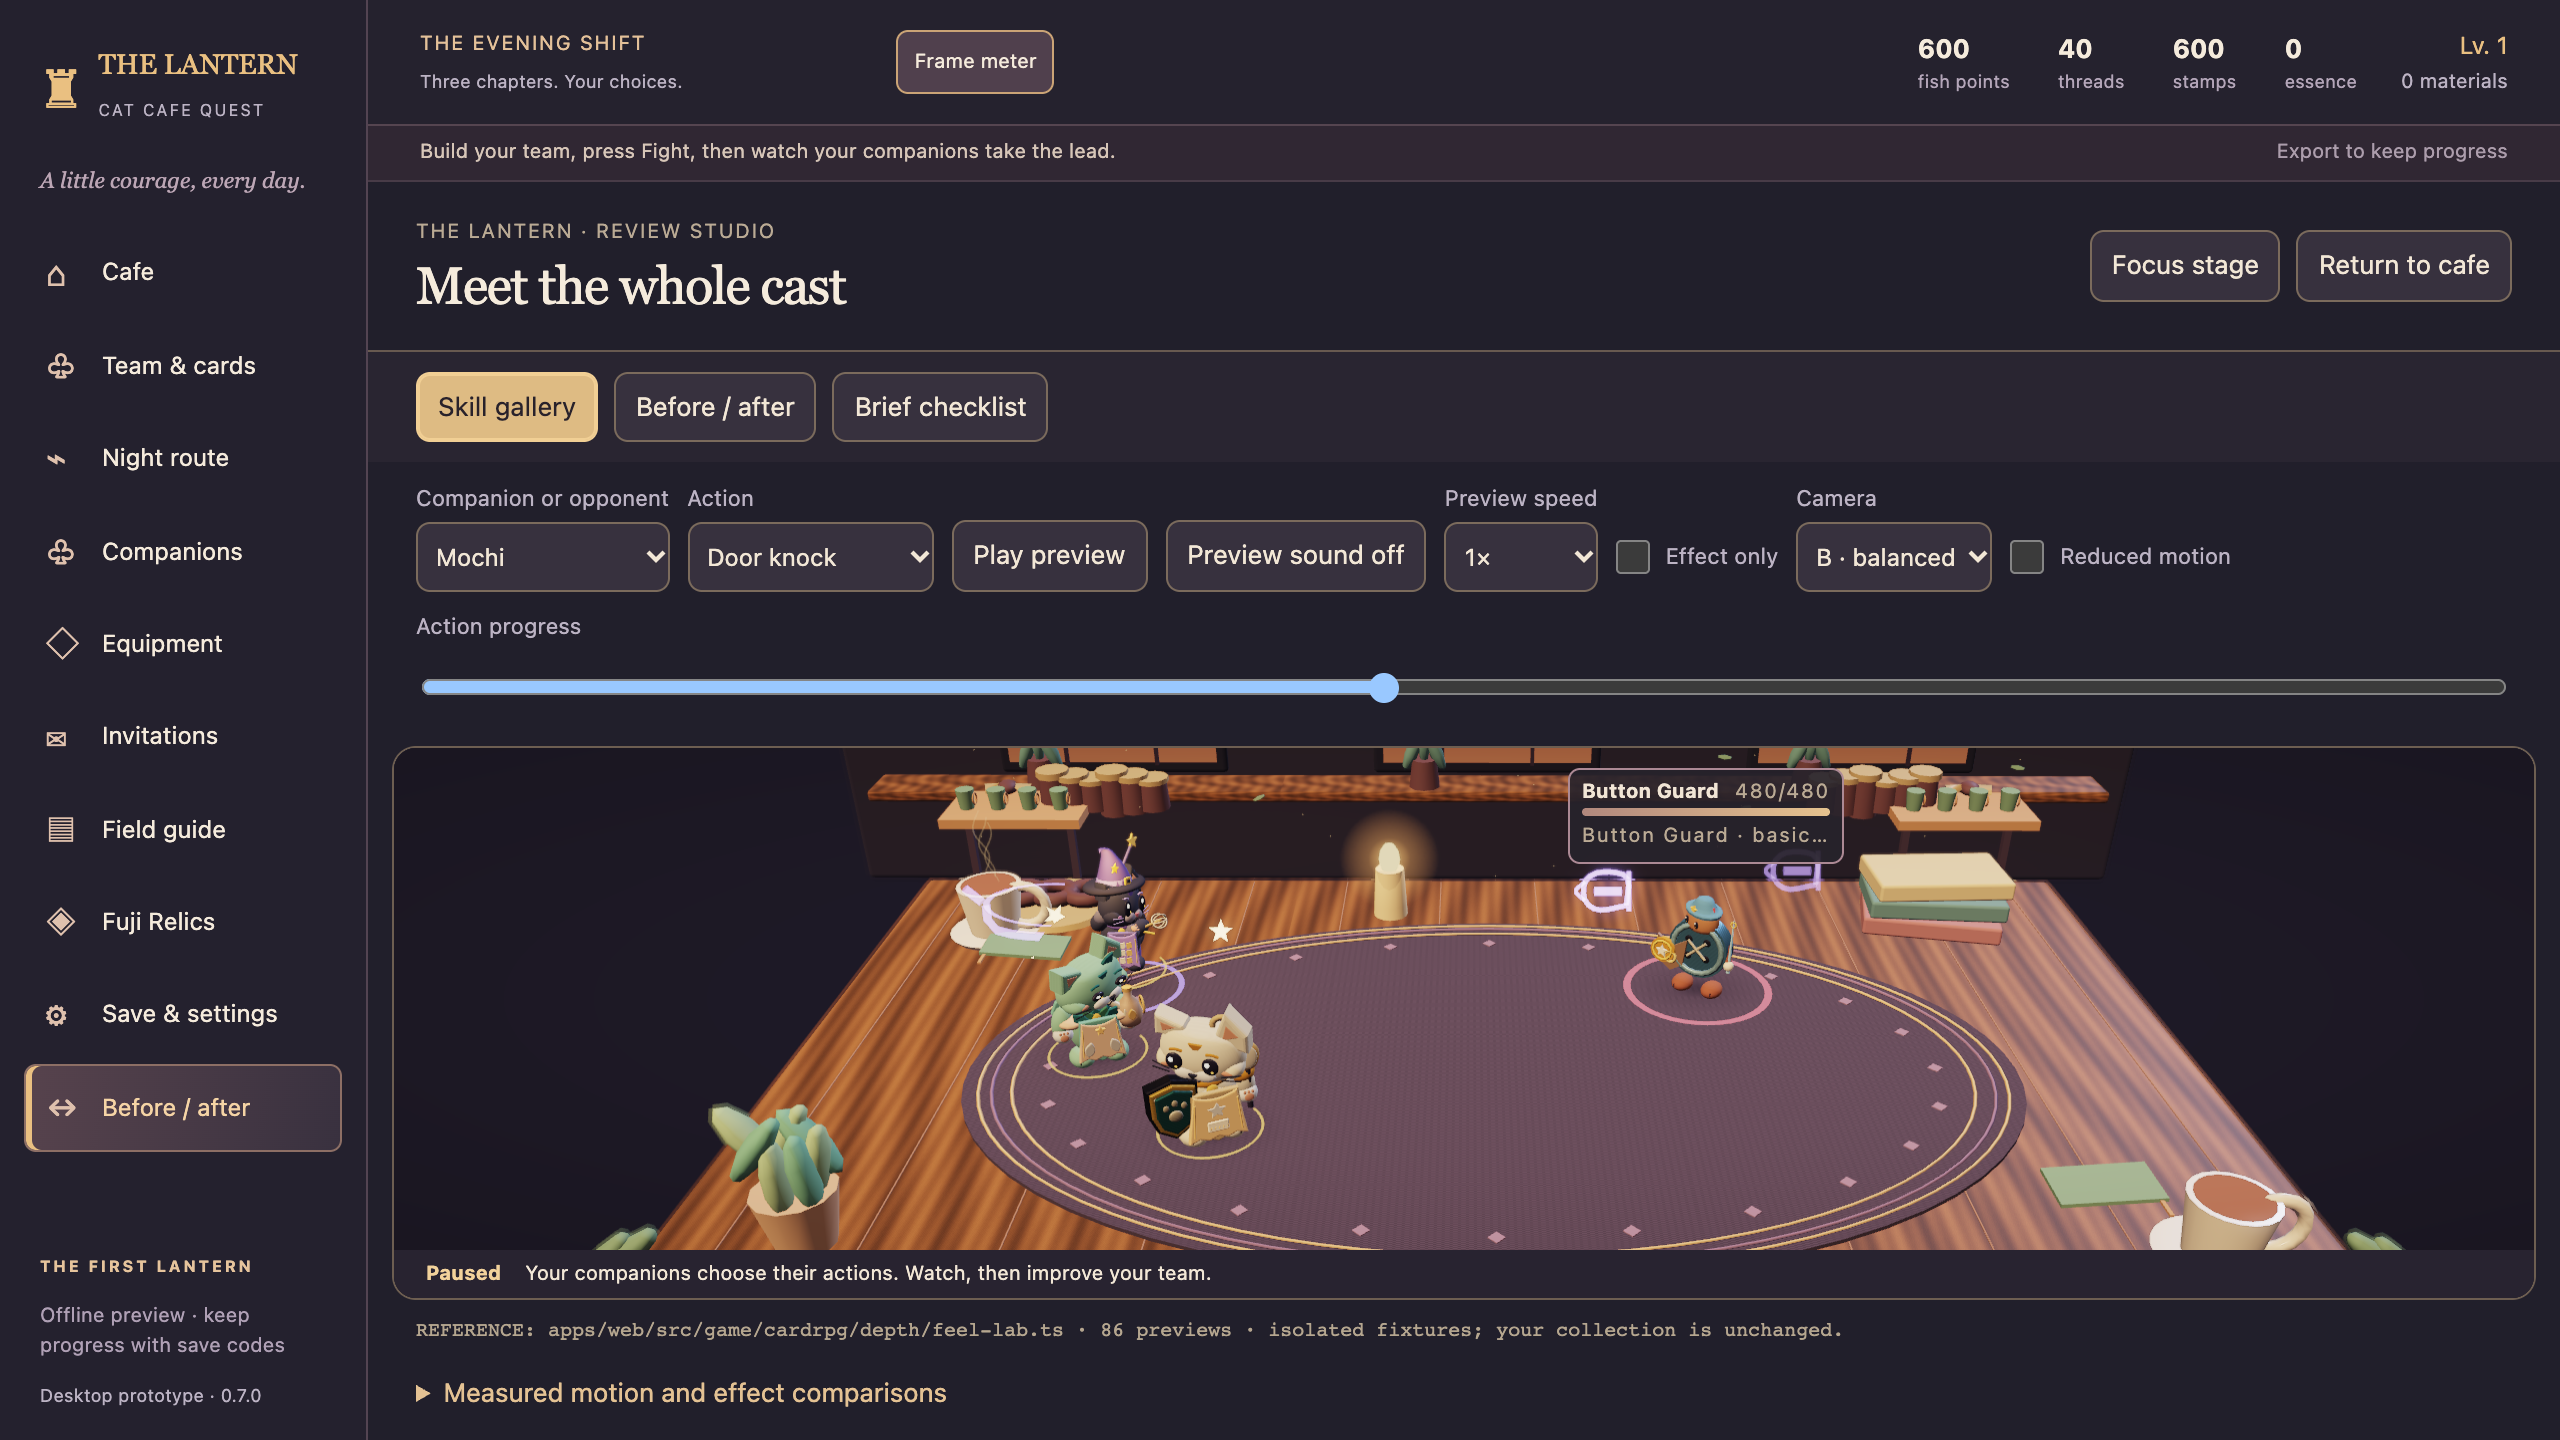 THE LANTERN
CAT CAFE QUEST
A little courage, every day.
Cafe
Team & cards
Night route
Companions
Equipment
Invitations
Field guide
Fuji Relics
Save & settings
Before / after
THE FIRST LANTERN
Offline preview · keep
progress with save codes
Desktop prototype · 0.7.0
THE EVENING SHIFT
Three chapters. Your choices.
Frame meter
600 fish points
40 threads
600 stamps
0 essence
Lv. 1
0 materials
Build your team, press Fight, then watch your companions take the lead.
Export to keep progress
THE LANTERN · REVIEW STUDIO
Meet the whole cast
Focus stage
Return to cafe
Skill gallery
Before / after
Brief checklist
Companion or opponent
Mochi
Action
Door knock
Play preview
Preview sound off
Preview speed
1×
Effect only
Camera
B · balanced
Reduced motion
Action progress
Button Guard 480/480
Button Guard · basic…
Paused Your companions choose their actions. Watch, then improve your team.
REFERENCE: apps/web/src/game/cardrpg/depth/feel-lab.ts · 86 previews · isolated fixtures; your collection is unchanged.
Measured motion and effect comparisons